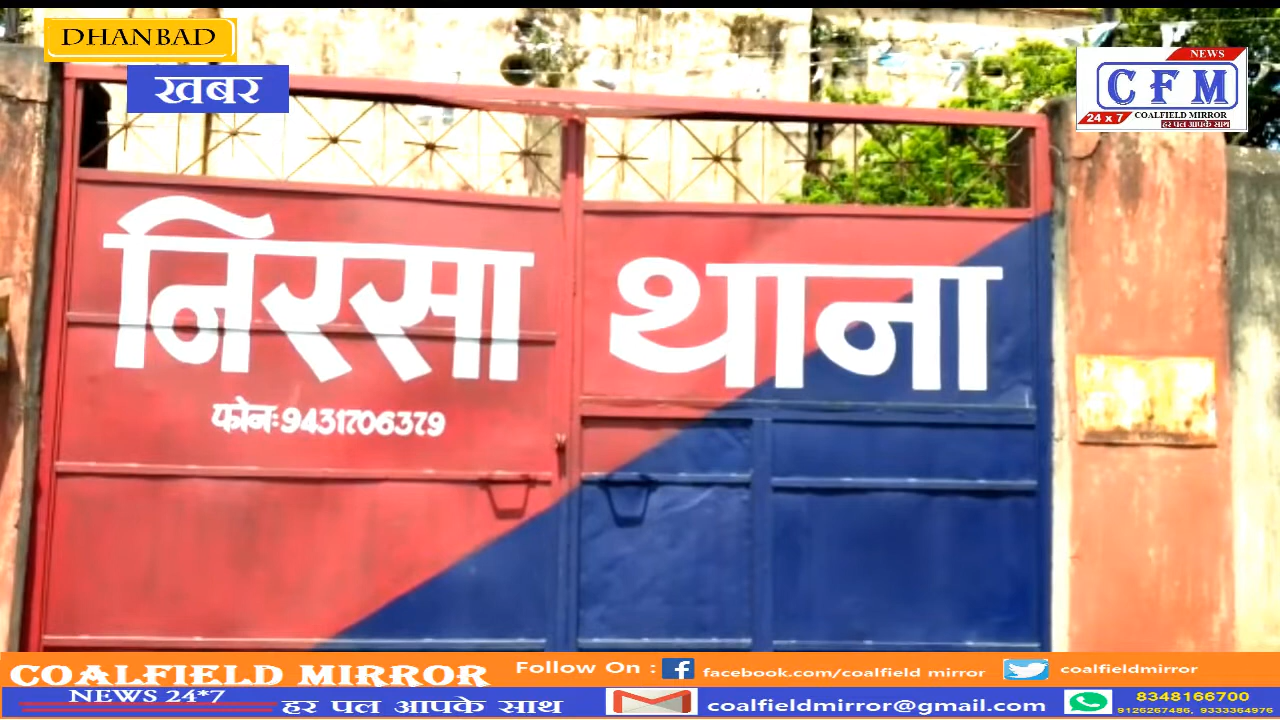 DHANBAD
खबर
NEWS
C F M
24 x 7 COALFIELD MIRROR
हर पल आपके साथ
निरसा थाना
फोनः9431706379
COALFIELD MIRROR
Follow On : facebook.com/coalfield mirror coalfieldmirror
NEWS 24*7
हर पल आपके साथ
coalfieldmirror@gmail.com
8348166700
9126267486, 9333364976